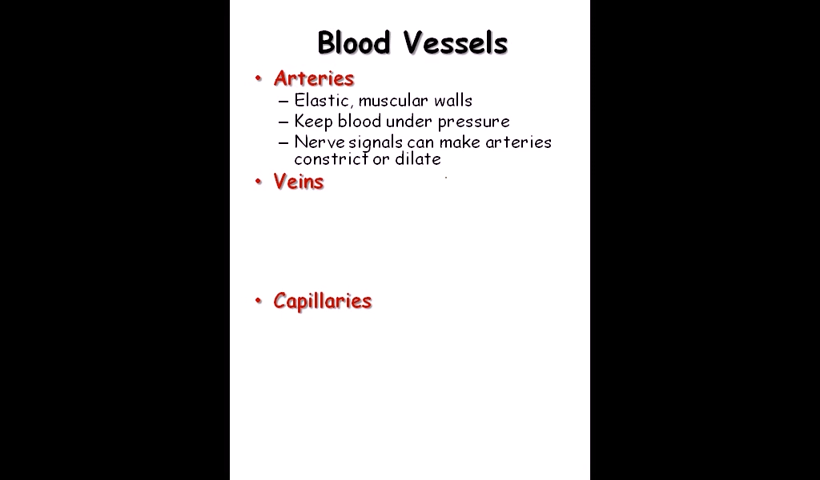 Blood Vessels
• Arteries
– Elastic, muscular walls
– Keep blood under pressure
– Nerve signals can make arteries
constrict or dilate
• Veins
• Capillaries